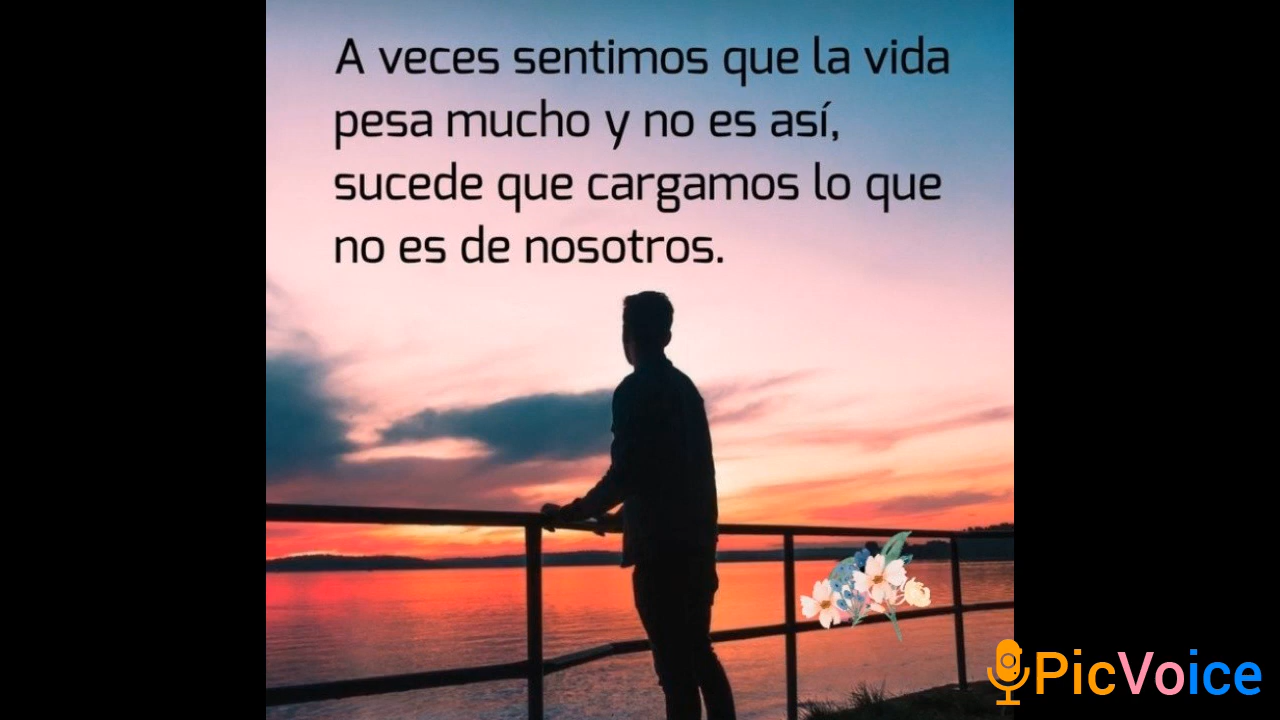 A veces sentimos que la vida
pesa mucho y no es así,
sucede que cargamos lo que
no es de nosotros.
PicVoice